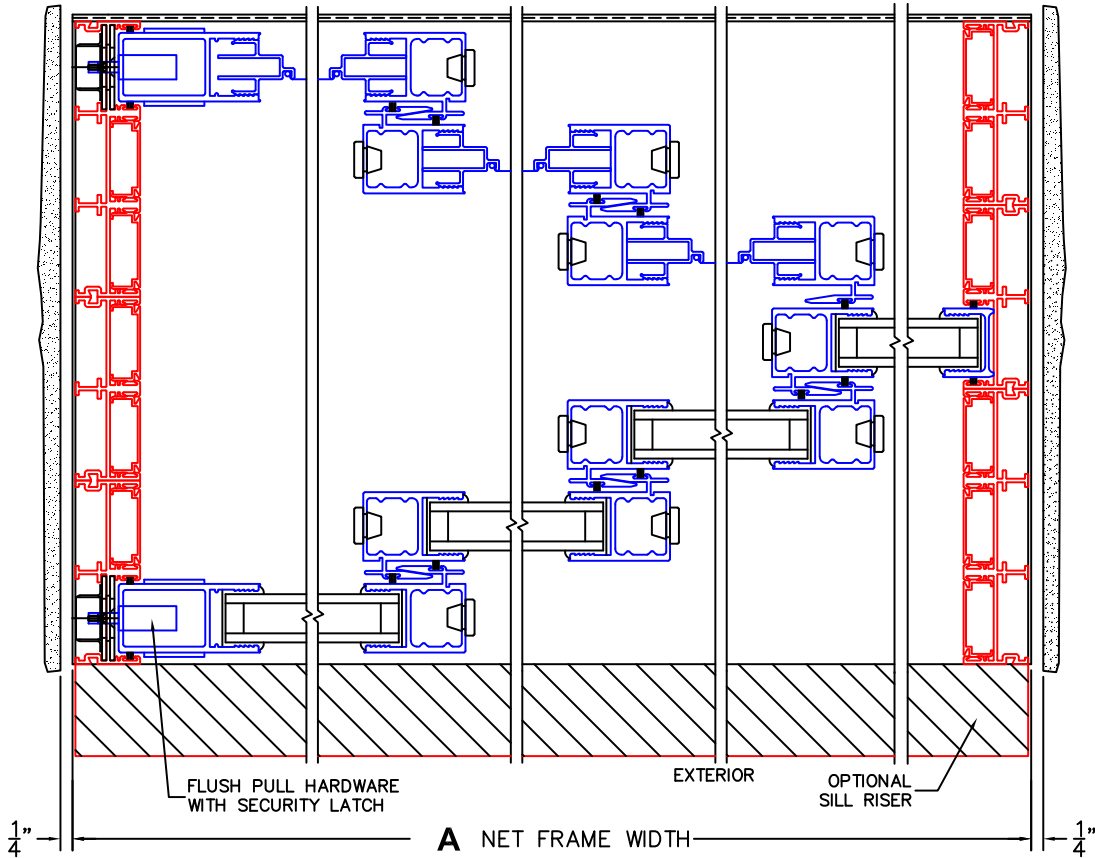 EXTERIOR
FLUSH PULL HARDWARE
WITH SECURITY LATCH
OPTIONAL
SILL RISER
1/4" A NET FRAME WIDTH 1/4"